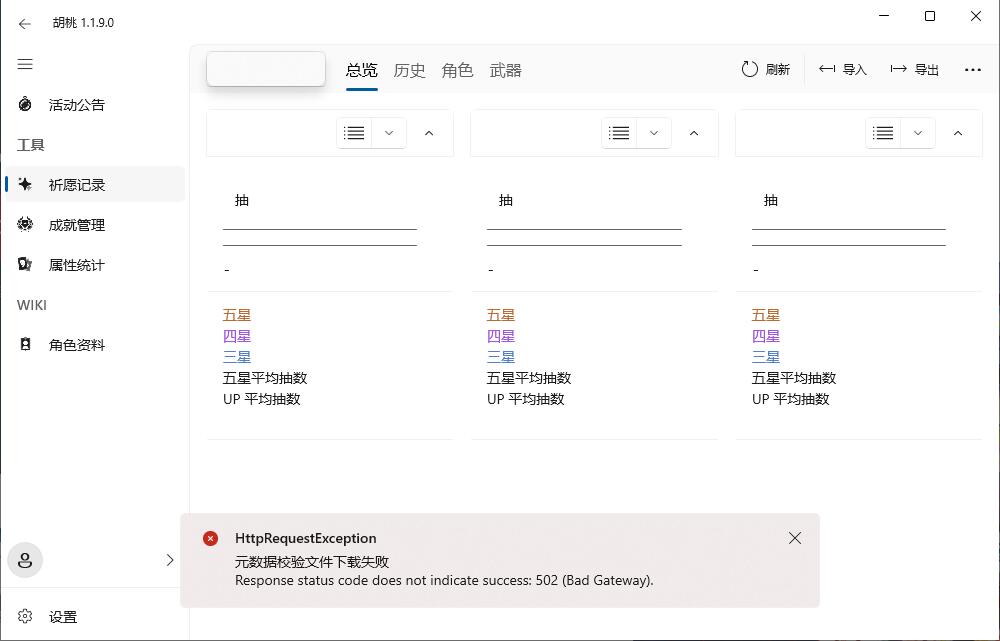 胡桃 1.1.9.0
活动公告
工具
祈愿记录
成就管理
属性统计
WIKI
角色资料
设置
总览 历史 角色 武器
刷新 导入 导出
抽
-
五星
四星
三星
五星平均抽数
UP 平均抽数
抽
-
五星
四星
三星
五星平均抽数
UP 平均抽数
抽
-
五星
四星
三星
五星平均抽数
UP 平均抽数
HttpRequestException
元数据校验文件下载失败
Response status code does not indicate success: 502 (Bad Gateway).